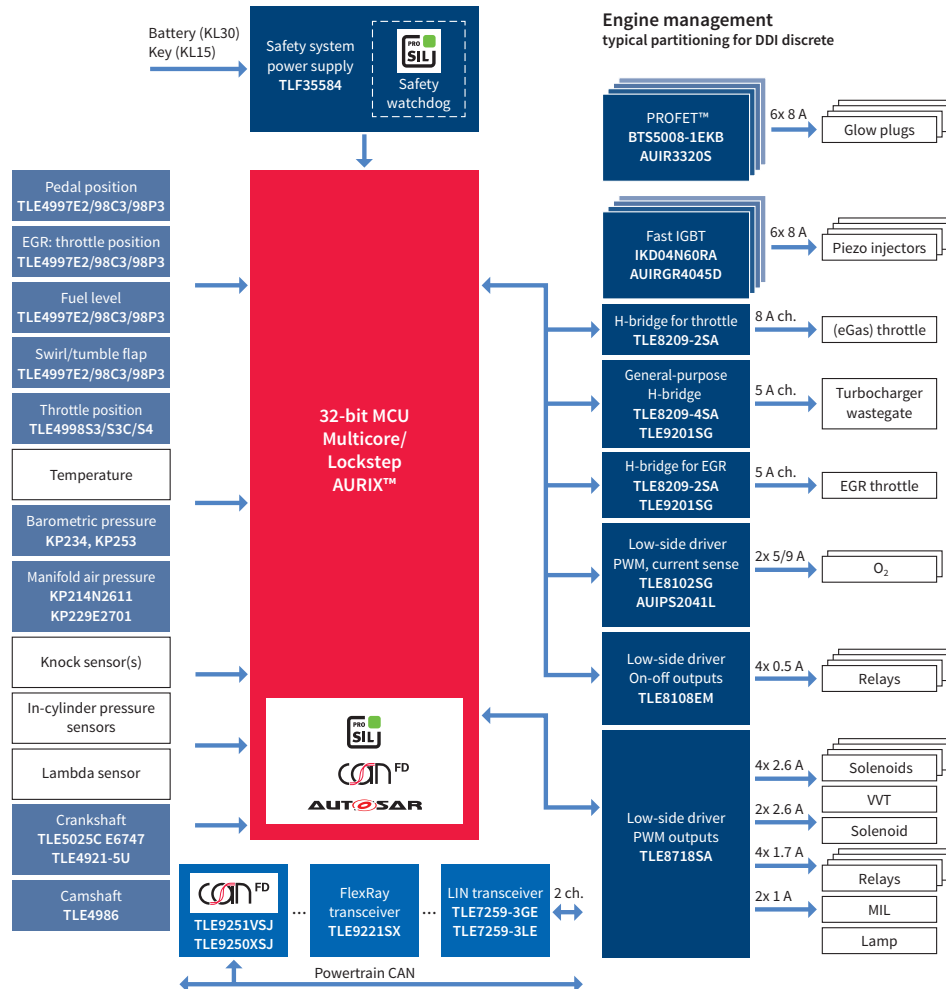 Engine management
typical partitioning for DDI discrete
Battery (KL30)
Key (KL15)
Safety system
power supply
TLF35584
PRO
SIL
Safety
watchdog
Pedal position
TLE4997E2/98C3/98P3
EGR: throttle position
TLE4997E2/98C3/98P3
Fuel level
TLE4997E2/98C3/98P3
Swirl/tumble flap
TLE4997E2/98C3/98P3
Throttle position
TLE4998S3/S3C/S4
Temperature
Barometric pressure
KP234, KP253
Manifold air pressure
KP214N2611
KP229E2701
Knock sensor(s)
In-cylinder pressure
sensors
Lambda sensor
Crankshaft
TLE5025C E6747
TLE4921-5U
Camshaft
TLE4986
32-bit MCU
Multicore/
Lockstep
AURIX™
PRO
SIL
CAN FD
AUTOSAR
CAN FD
TLE9251VSJ
TLE9250XSJ
...
FlexRay
transceiver
TLE9221SX
...
LIN transceiver
TLE7259-3GE
TLE7259-3LE
2 ch.
Powertrain CAN
PROFET™
BTS5008-1EKB
AUIR3320S
6x 8 A
Glow plugs
Fast IGBT
IKD04N60RA
AUIRGR4045D
6x 8 A
Piezo injectors
H-bridge for throttle
TLE8209-2SA
8 A ch.
(eGas) throttle
General-purpose
H-bridge
TLE8209-4SA
TLE9201SG
5 A ch.
Turbocharger
wastegate
H-bridge for EGR
TLE8209-2SA
TLE9201SG
5 A ch.
EGR throttle
Low-side driver
PWM, current sense
TLE8102SG
AUIPS2041L
2x 5/9 A
O₂
Low-side driver
On-off outputs
TLE8108EM
4x 0.5 A
Relays
Low-side driver
PWM outputs
TLE8718SA
4x 2.6 A
Solenoids
VVT
2x 2.6 A
Solenoid
4x 1.7 A
Relays
2x 1 A
MIL
Lamp